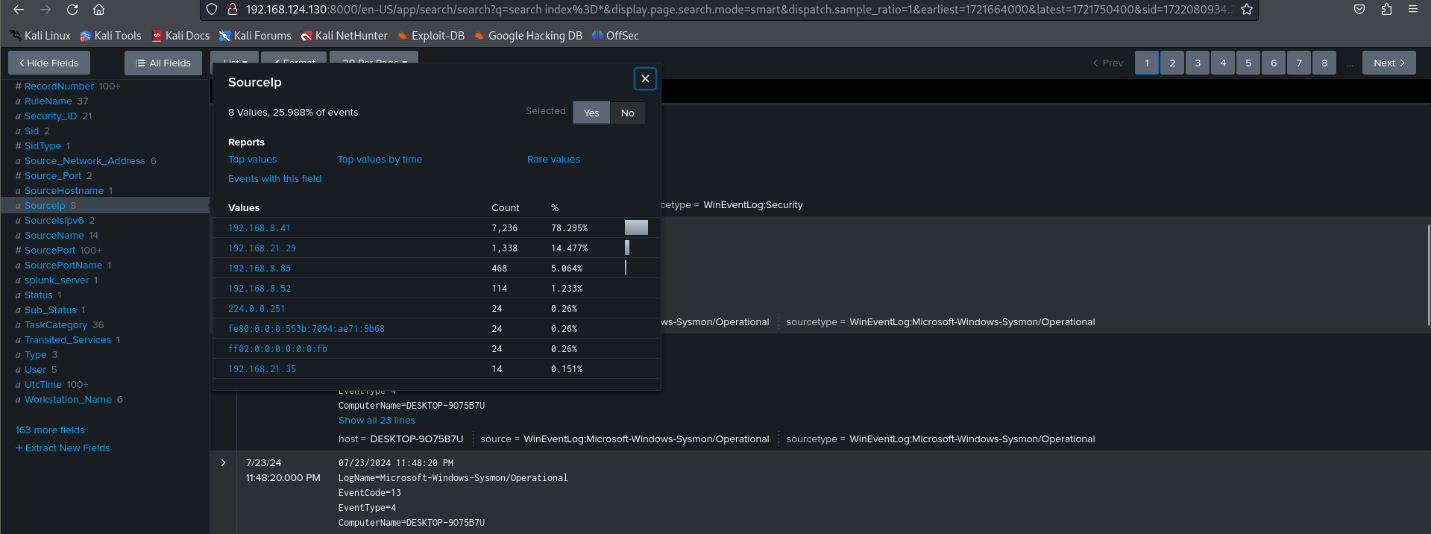 192.168.124.130:8000/en-US/app/search/search?q=search index%3D*&display.page.search.mode=smart&dispatch.sample_ratio=1&earliest=1721664000&latest=1721750400&sid=1722080934.
Kali Linux Kali Tools Kali Docs Kali Forums Kali NetHunter Exploit-DB Google Hacking DB OffSec
Hide Fields All Fields List Format 20 Per Page Prev 1 2 3 4 5 6 7 8 ... Next
# RecordNumber 100+
a RuleName 37
a Security_ID 21
a Sid 2
# SidType 1
a Source_Network_Address 6
# Source_Port 2
a SourceHostname 1
a SourceIp 8
a SourceIsIpv6 2
a SourceName 14
# SourcePort 100+
a SourcePortName 1
a splunk_server 1
a Status 1
a Sub_Status 1
a TaskCategory 36
a Transited_Services 1
a Type 3
a User 5
a UtcTime 100+
a Workstation_Name 6
163 more fields
+ Extract New Fields
SourceIp
8 Values, 25.988% of events Selected Yes No
Reports
Top values Top values by time Rare values
Events with this field
Values Count %
192.168.8.41 7,236 78.295%
192.168.21.29 1,338 14.477%
192.168.8.85 468 5.064%
192.168.8.52 114 1.233%
224.0.0.251 24 0.26%
fe80:0:0:0:553b:7094:ae71:9b68 24 0.26%
ff02:0:0:0:0:0:0:fb 24 0.26%
192.168.21.35 14 0.151%
cetype = WinEventLog:Security
ws-Sysmon/Operational sourcetype = WinEventLog:Microsoft-Windows-Sysmon/Operational
EventType=4
ComputerName=DESKTOP-9O75B7U
Show all 23 lines
host = DESKTOP-9O75B7U source = WinEventLog:Microsoft-Windows-Sysmon/Operational sourcetype = WinEventLog:Microsoft-Windows-Sysmon/Operational
7/23/24 07/23/2024 11:48:20 PM
11:48:20.000 PM LogName=Microsoft-Windows-Sysmon/Operational
EventCode=13
EventType=4
ComputerName=DESKTOP-9O75B7U